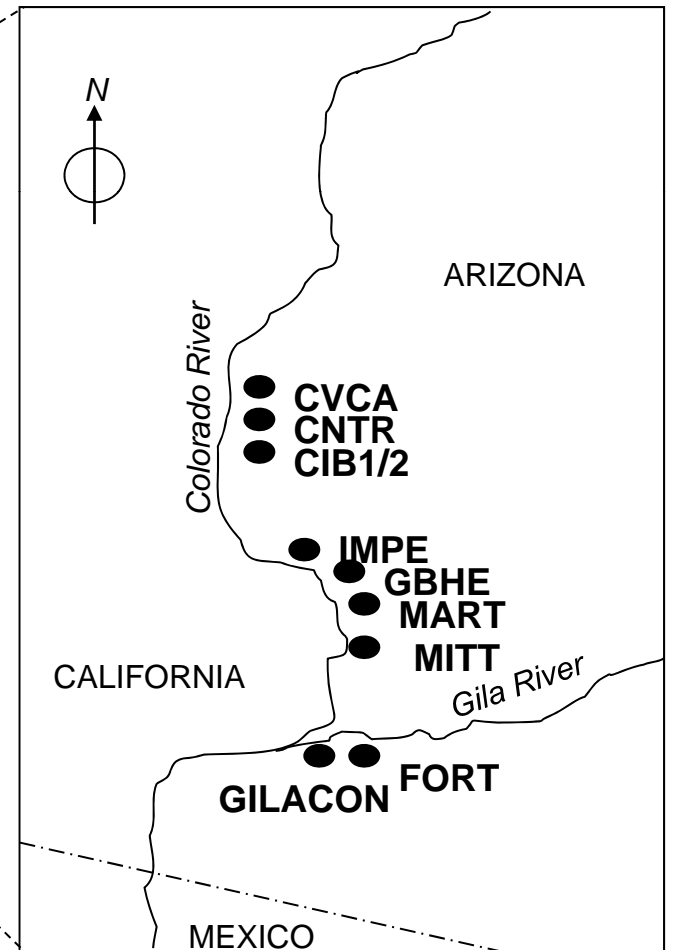 N
ARIZONA
Colorado River
CVCA
CNTR
CIB1/2
IMPE
GBHE
MART
MITT
CALIFORNIA
Gila River
FORT
GILACON
MEXICO